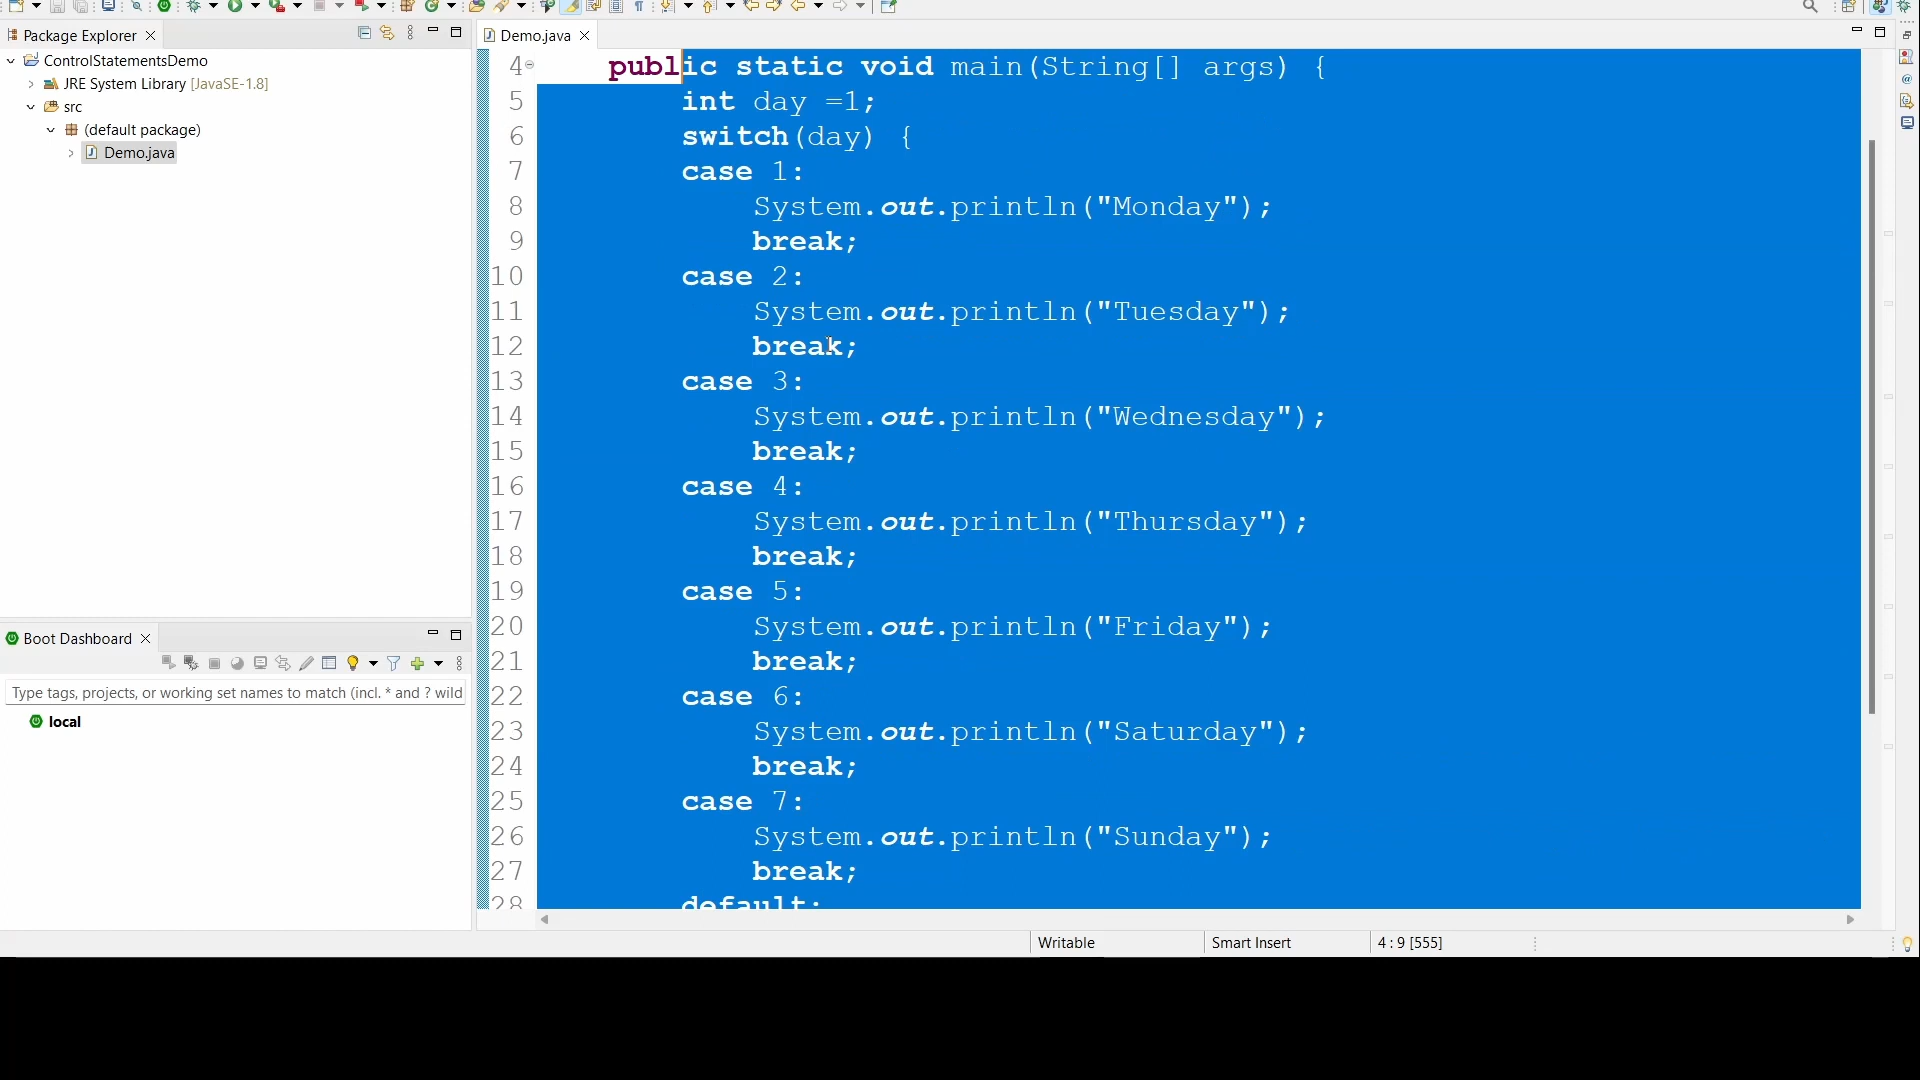 Package Explorer
ControlStatementsDemo
JRE System Library [JavaSE-1.8]
src
(default package)
Demo.java
Boot Dashboard
Type tags, projects, or working set names to match (incl. * and ? wild
local
Demo.java
4 public static void main(String[] args) {
5 int day =1;
6 switch(day) {
7 case 1:
8 System.out.println("Monday");
9 break;
10 case 2:
11 System.out.println("Tuesday");
12 break;
13 case 3:
14 System.out.println("Wednesday");
15 break;
16 case 4:
17 System.out.println("Thursday");
18 break;
19 case 5:
20 System.out.println("Friday");
21 break;
22 case 6:
23 System.out.println("Saturday");
24 break;
25 case 7:
26 System.out.println("Sunday");
27 break;
28 default:
Writable
Smart Insert
4 : 9 [555]